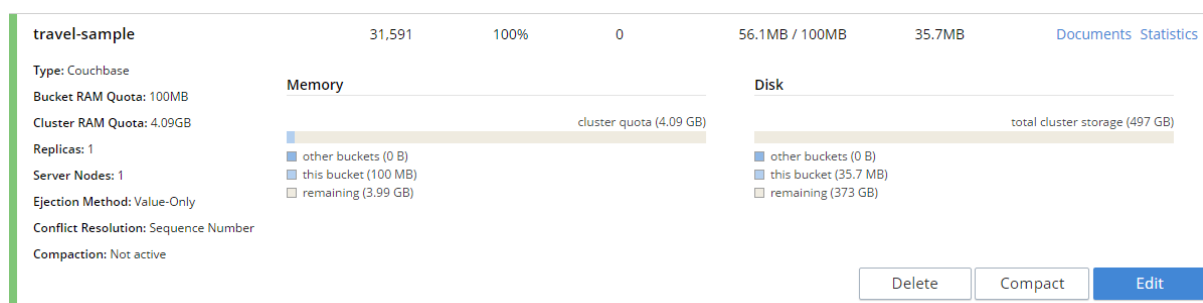 travel-sample 31,591 100% 0 56.1MB / 100MB 35.7MB Documents Statistics
Type: Couchbase
Bucket RAM Quota: 100MB
Cluster RAM Quota: 4.09GB
Replicas: 1
Server Nodes: 1
Ejection Method: Value-Only
Conflict Resolution: Sequence Number
Compaction: Not active
Memory
cluster quota (4.09 GB)
other buckets (0 B)
this bucket (100 MB)
remaining (3.99 GB)
Disk
total cluster storage (497 GB)
other buckets (0 B)
this bucket (35.7 MB)
remaining (373 GB)
Delete Compact Edit